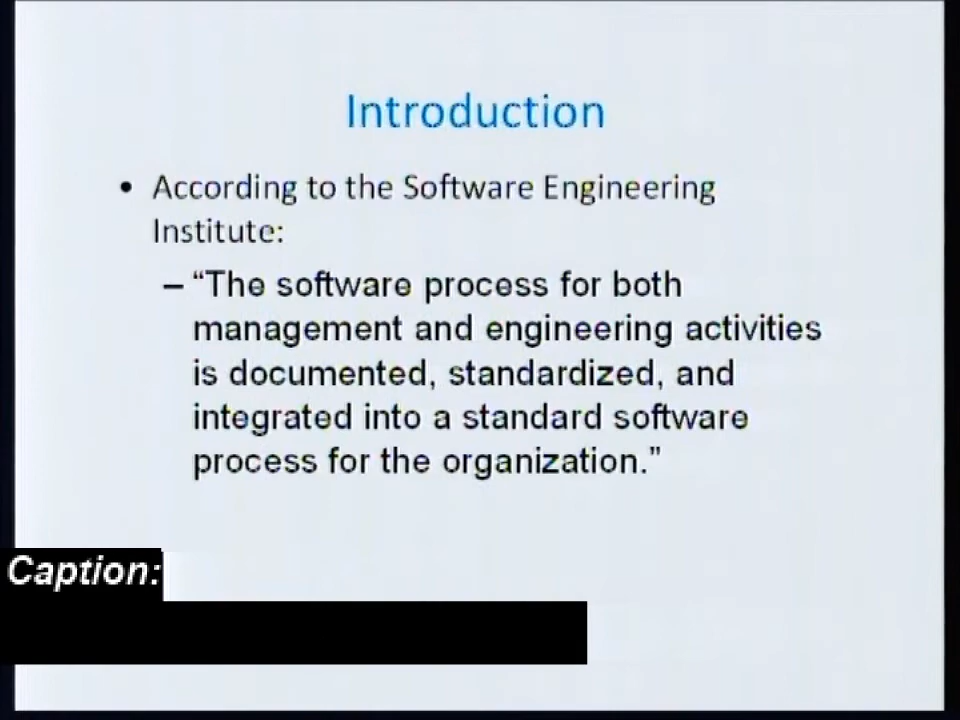 Introduction
• According to the Software Engineering
Institute:
– “The software process for both
management and engineering activities
is documented, standardized, and
integrated into a standard software
process for the organization.”
Caption: